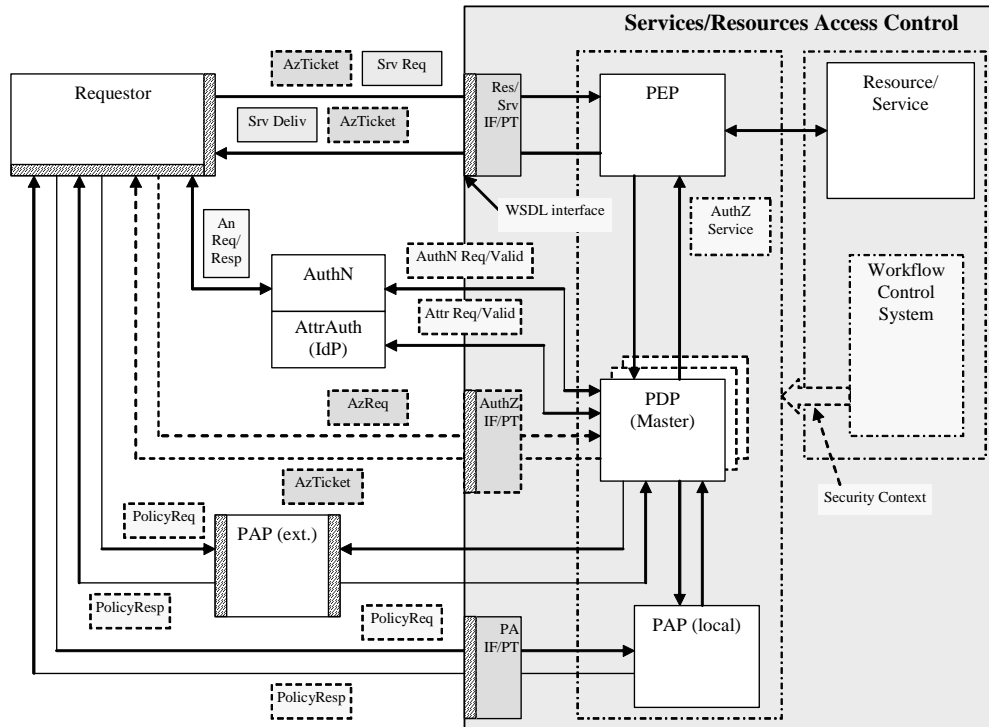 Services/Resources Access Control
AzTicket
Srv Req
Requestor
Srv Deliv
AzTicket
Res/
Srv
IF/PT
PEP
Resource/
Service
WSDL interface
AuthZ
Service
An
Req/
Resp
AuthN Req/Valid
AuthN
Attr Req/Valid
AttrAuth
(IdP)
Workflow
Control
System
AzReq
AuthZ
IF/PT
PDP
(Master)
AzTicket
Security Context
PolicyReq
PAP (ext.)
PolicyResp
PolicyReq
PA
IF/PT
PAP (local)
PolicyResp